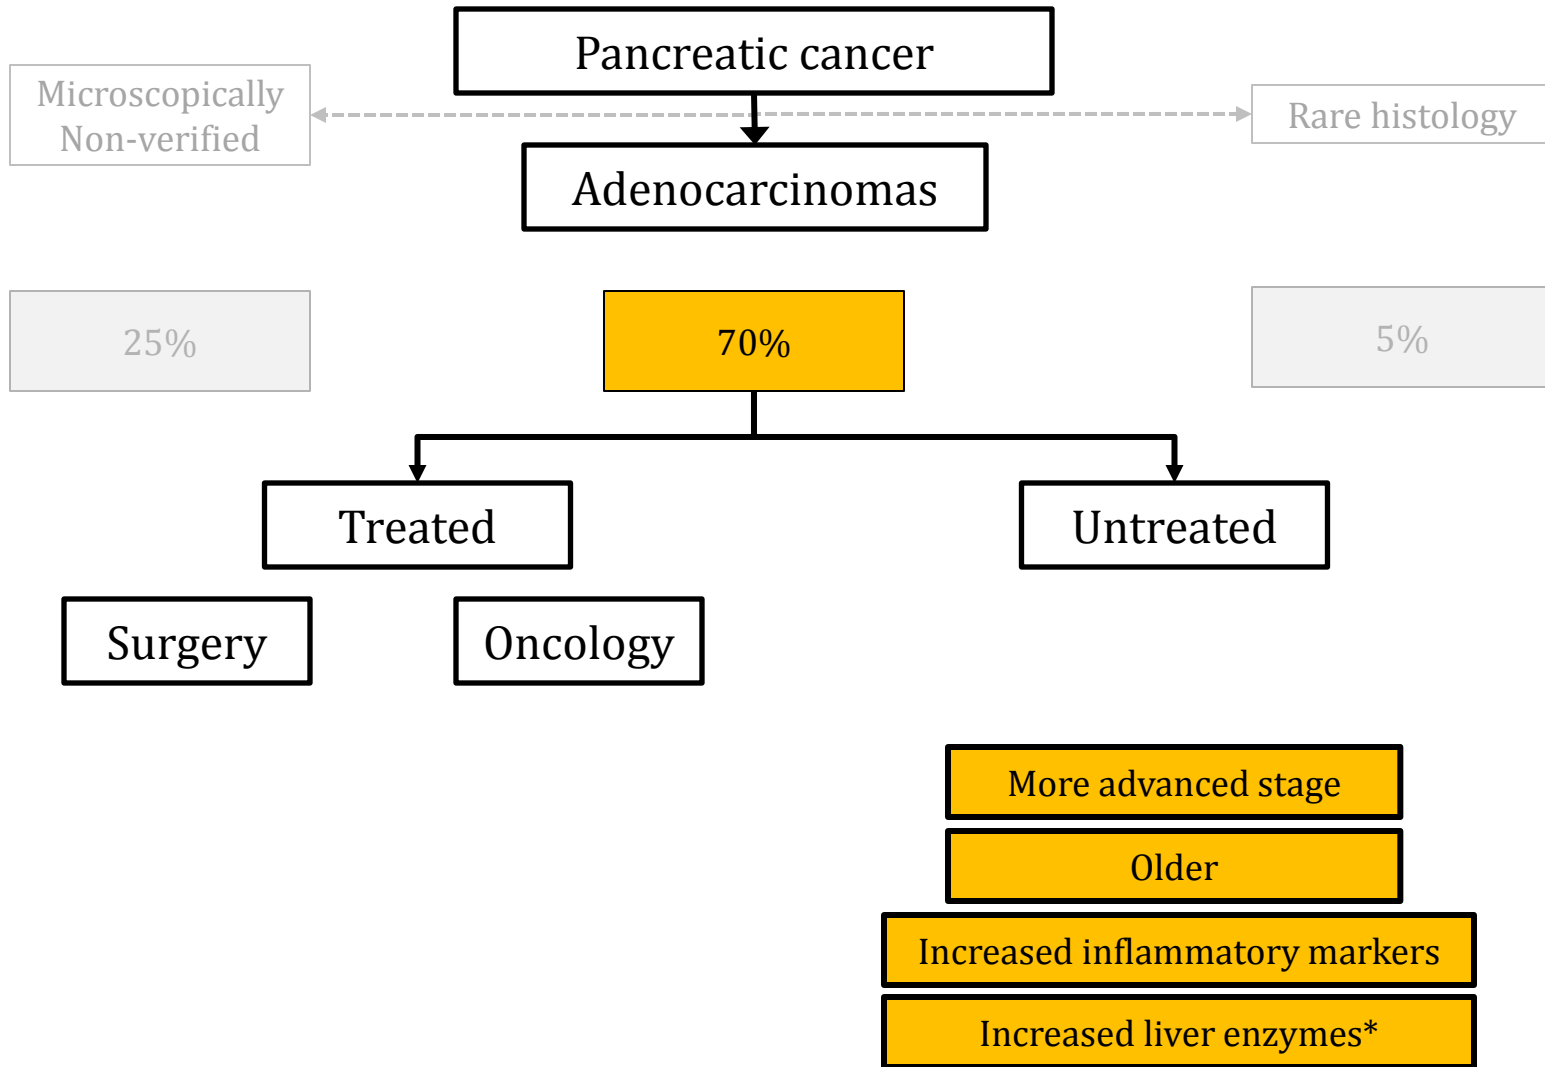 Pancreatic cancer
Microscopically
Non-verified
Rare histology
Adenocarcinomas
25%
70%
5%
Treated
Untreated
Surgery
Oncology
More advanced stage
Older
Increased inflammatory markers
Increased liver enzymes*